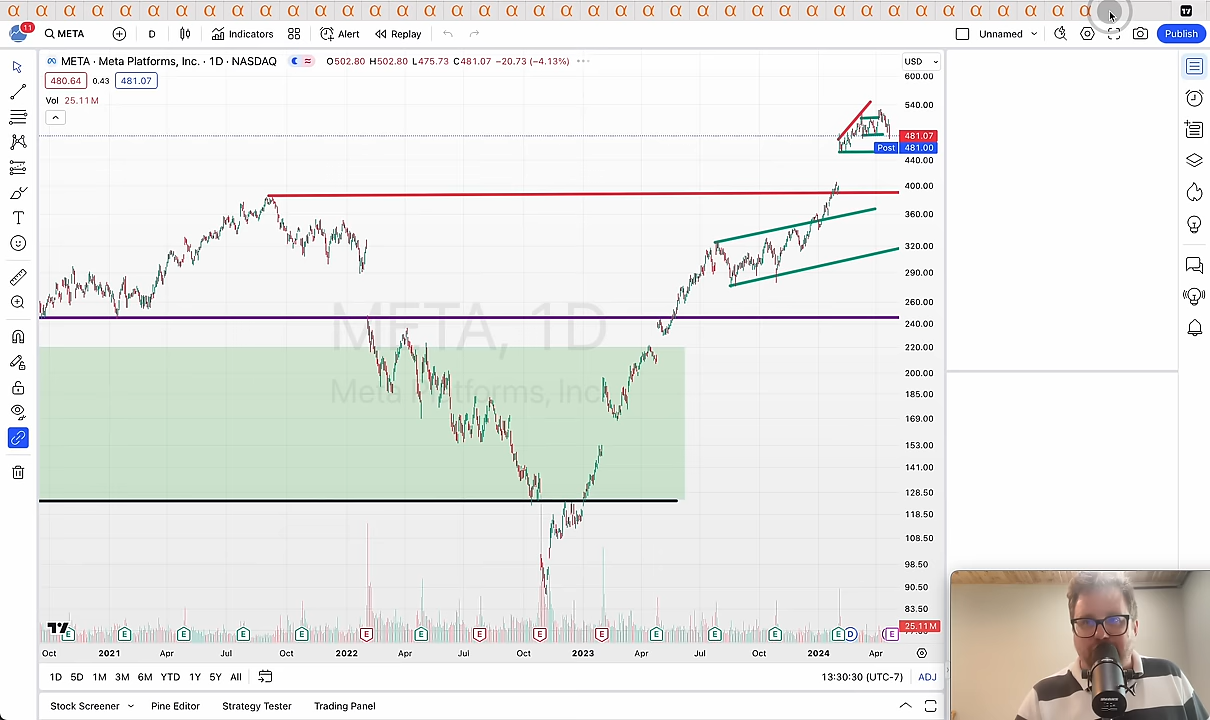 α α α α α α α α α α α α α α α α α α α α α α α α α α α α α α α α α α α α α α α α
11 META D Indicators Alert Replay Unnamed Publish
META · Meta Platforms, Inc. · 1D · NASDAQ O502.80 H502.80 L475.73 C481.07 −20.73 (−4.13%) USD
480.64 0.43 481.07
Vol 25.11M
600.00
540.00
481.07
Post 481.00
440.00
400.00
360.00
320.00
290.00
260.00
240.00
220.00
200.00
185.00
169.00
153.00
141.00
128.50
118.50
108.50
98.50
90.50
83.50
25.11M
META, 1D
Meta Platforms, Inc.
E E E E E E E E E E E E E E D E
Oct 2021 Apr Jul Oct 2022 Apr Jul Oct 2023 Apr Jul Oct 2024 Apr
1D 5D 1M 3M 6M YTD 1Y 5Y All 13:30:30 (UTC-7) ADJ
Stock Screener Pine Editor Strategy Tester Trading Panel